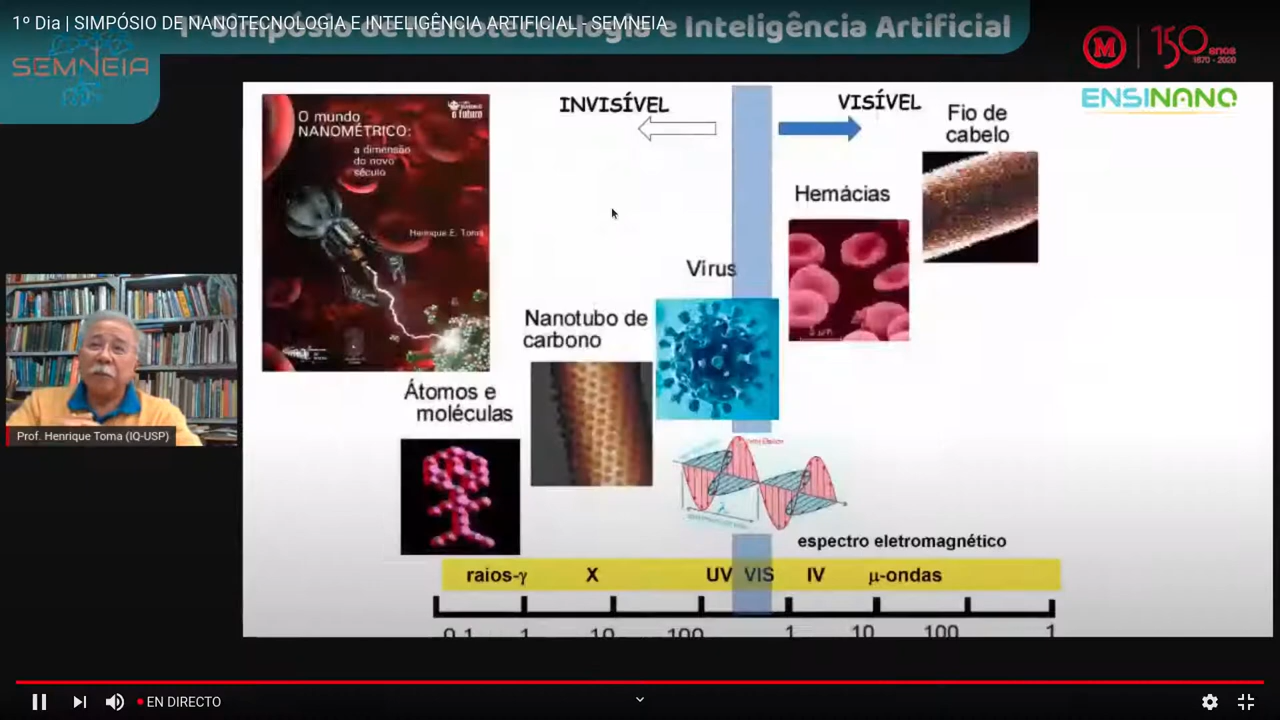 1º Dia | SIMPÓSIO DE NANOTECNOLOGIA E INTELIGÊNCIA ARTIFICIAL - SEMNEIA
1º Simpósio de Nanotecnologia e Inteligência Artificial
SEMNEIA
M
150 anos
1870 - 2020
ENSINANO
O mundo
NANOMÉTRICO:
a dimensão
do novo
século
Henrique E. Toma
INVISÍVEL
VISÍVEL
Fio de
cabelo
Hemácias
Vírus
Nanotubo de
carbono
Átomos e
moléculas
5 µm
λ
espectro eletromagnético
raios-γ X UV VIS IV µ-ondas
0.1 1 10 100 1 10 100 1
Prof. Henrique Toma (IQ-USP)
EN DIRECTO